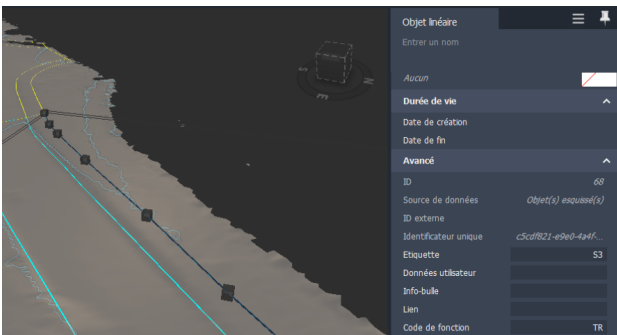 Objet linéaire
Entrer un nom
Aucun
Durée de vie
Date de création
Date de fin
Avancé
ID 68
Source de données Objet(s) esquissé(s)
ID externe
Identificateur unique c5cdf821-e9e0-4a4f-...
Etiquette S3
Données utilisateur
Info-bulle
Lien
Code de fonction TR